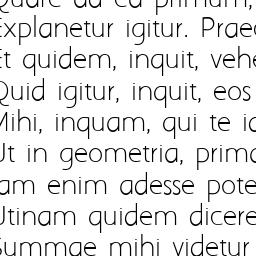 Quare ad ea primum,
Explanetur igitur. Prae
Et quidem, inquit, vehe
Quid igitur, inquit, eos
Mihi, inquam, qui te id
Ut in geometria, prima
iam enim adesse pote
Utinam quidem dicere
Summae mihi videtur